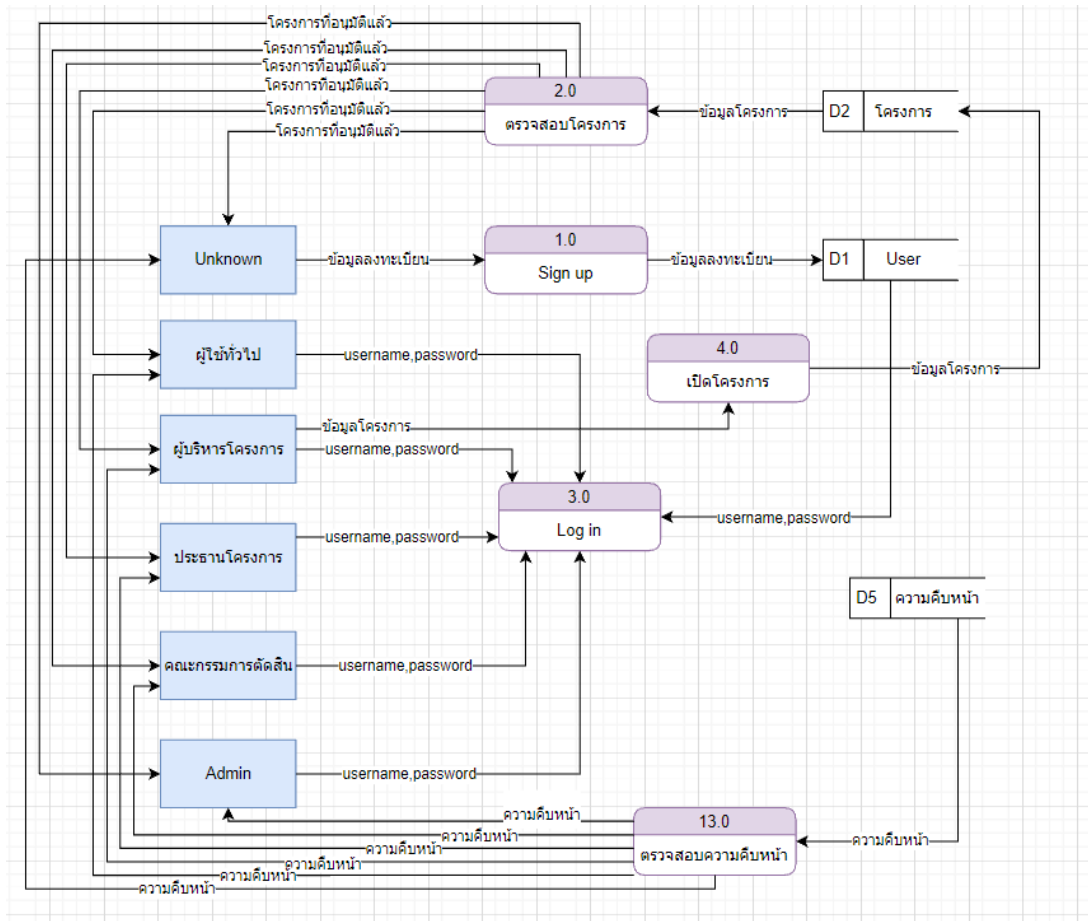 โครงการที่อนุมัติแล้ว
โครงการที่อนุมัติแล้ว
โครงการที่อนุมัติแล้ว
โครงการที่อนุมัติแล้ว
โครงการที่อนุมัติแล้ว
โครงการที่อนุมัติแล้ว
2.0
ตรวจสอบโครงการ
ข้อมูลโครงการ
D2 โครงการ
Unknown
ข้อมูลลงทะเบียน
1.0
Sign up
ข้อมูลลงทะเบียน
D1 User
ผู้ใช้ทั่วไป
username,password
4.0
เปิดโครงการ
ข้อมูลโครงการ
ผู้บริหารโครงการ
ข้อมูลโครงการ
username,password
3.0
Log in
username,password
ประธานโครงการ
username,password
D5 ความคืบหน้า
คณะกรรมการตัดสิน
username,password
Admin
username,password
13.0
ตรวจสอบความคืบหน้า
ความคืบหน้า
ความคืบหน้า
ความคืบหน้า
ความคืบหน้า
ความคืบหน้า
ความคืบหน้า
ความคืบหน้า